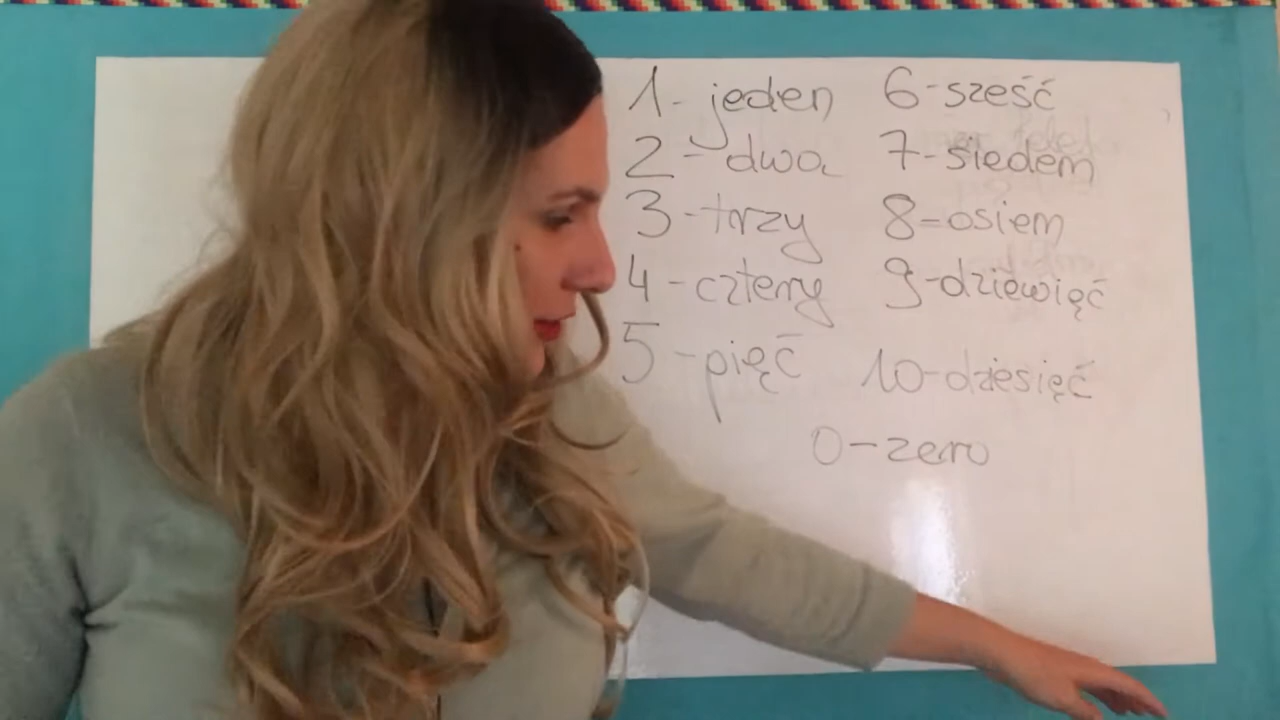 1- jeden
2- dwa
3-trzy
4-cztery
5-pięć
6-sześć
7-siedem
8-osiem
9-dziewięć
10-dziesięć
0-zero